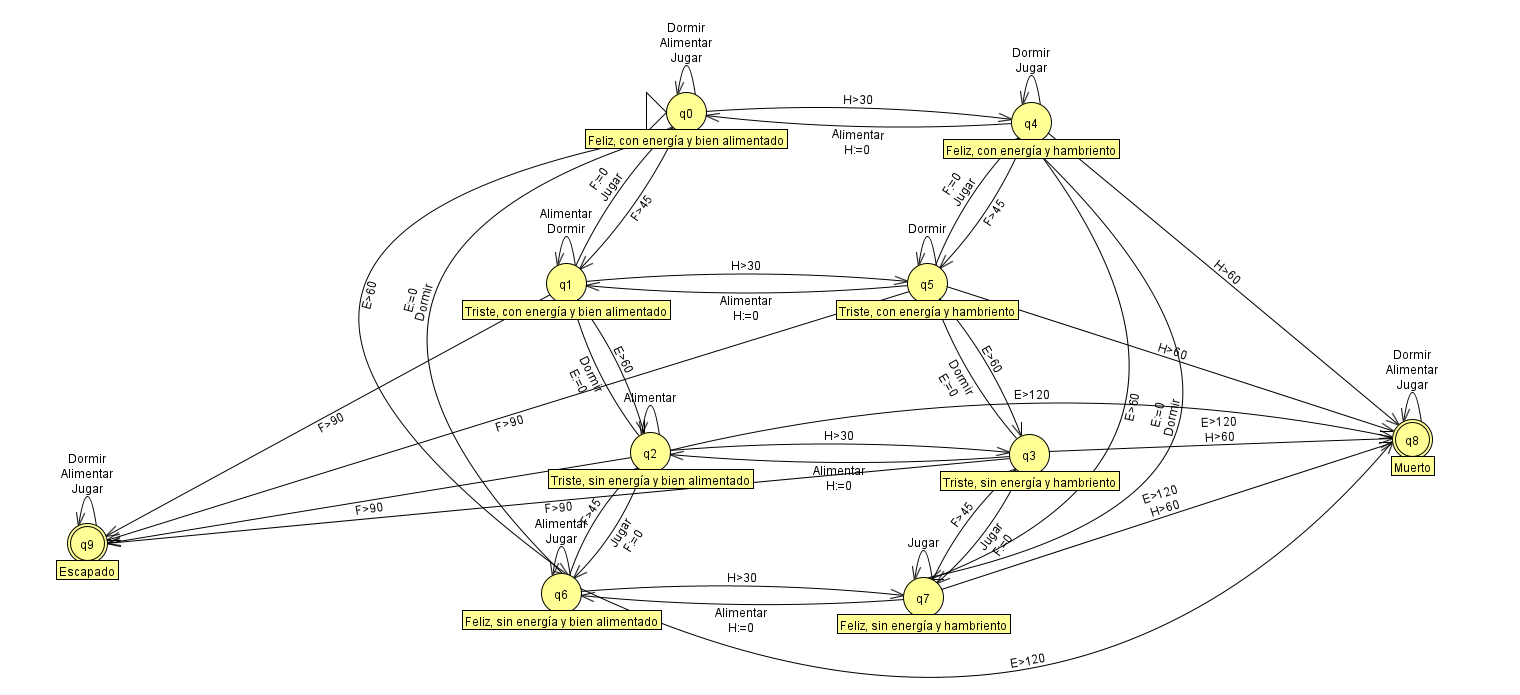 Dormir
Alimentar
Jugar
q0
Feliz, con energía y bien alimentado
Dormir
Jugar
q4
Feliz, con energía y hambriento
H>30
Alimentar
H:=0
F:=0
Jugar
F>45
F:=0
Jugar
F>45
E>60
E:=0
Dormir
H>60
Alimentar
Dormir
q1
Triste, con energía y bien alimentado
H>30
Alimentar
H:=0
Dormir
q5
Triste, con energía y hambriento
H>60
F>90
F>90
Dormir
E:=0
E>60
Dormir
E:=0
E>60
E>60
E:=0
Dormir
Alimentar
q2
Triste, sin energía y bien alimentado
E>120
H>30
Alimentar
H:=0
q3
Triste, sin energía y hambriento
E>120
H>60
Dormir
Alimentar
Jugar
q8
Muerto
Dormir
Alimentar
Jugar
q9
Escapado
F>90
F>90
F>45
Jugar
F:=0
F>45
Jugar
F:=0
E>120
H>60
Alimentar
Jugar
q6
Feliz, sin energía y bien alimentado
H>30
Alimentar
H:=0
Jugar
q7
Feliz, sin energía y hambriento
E>120